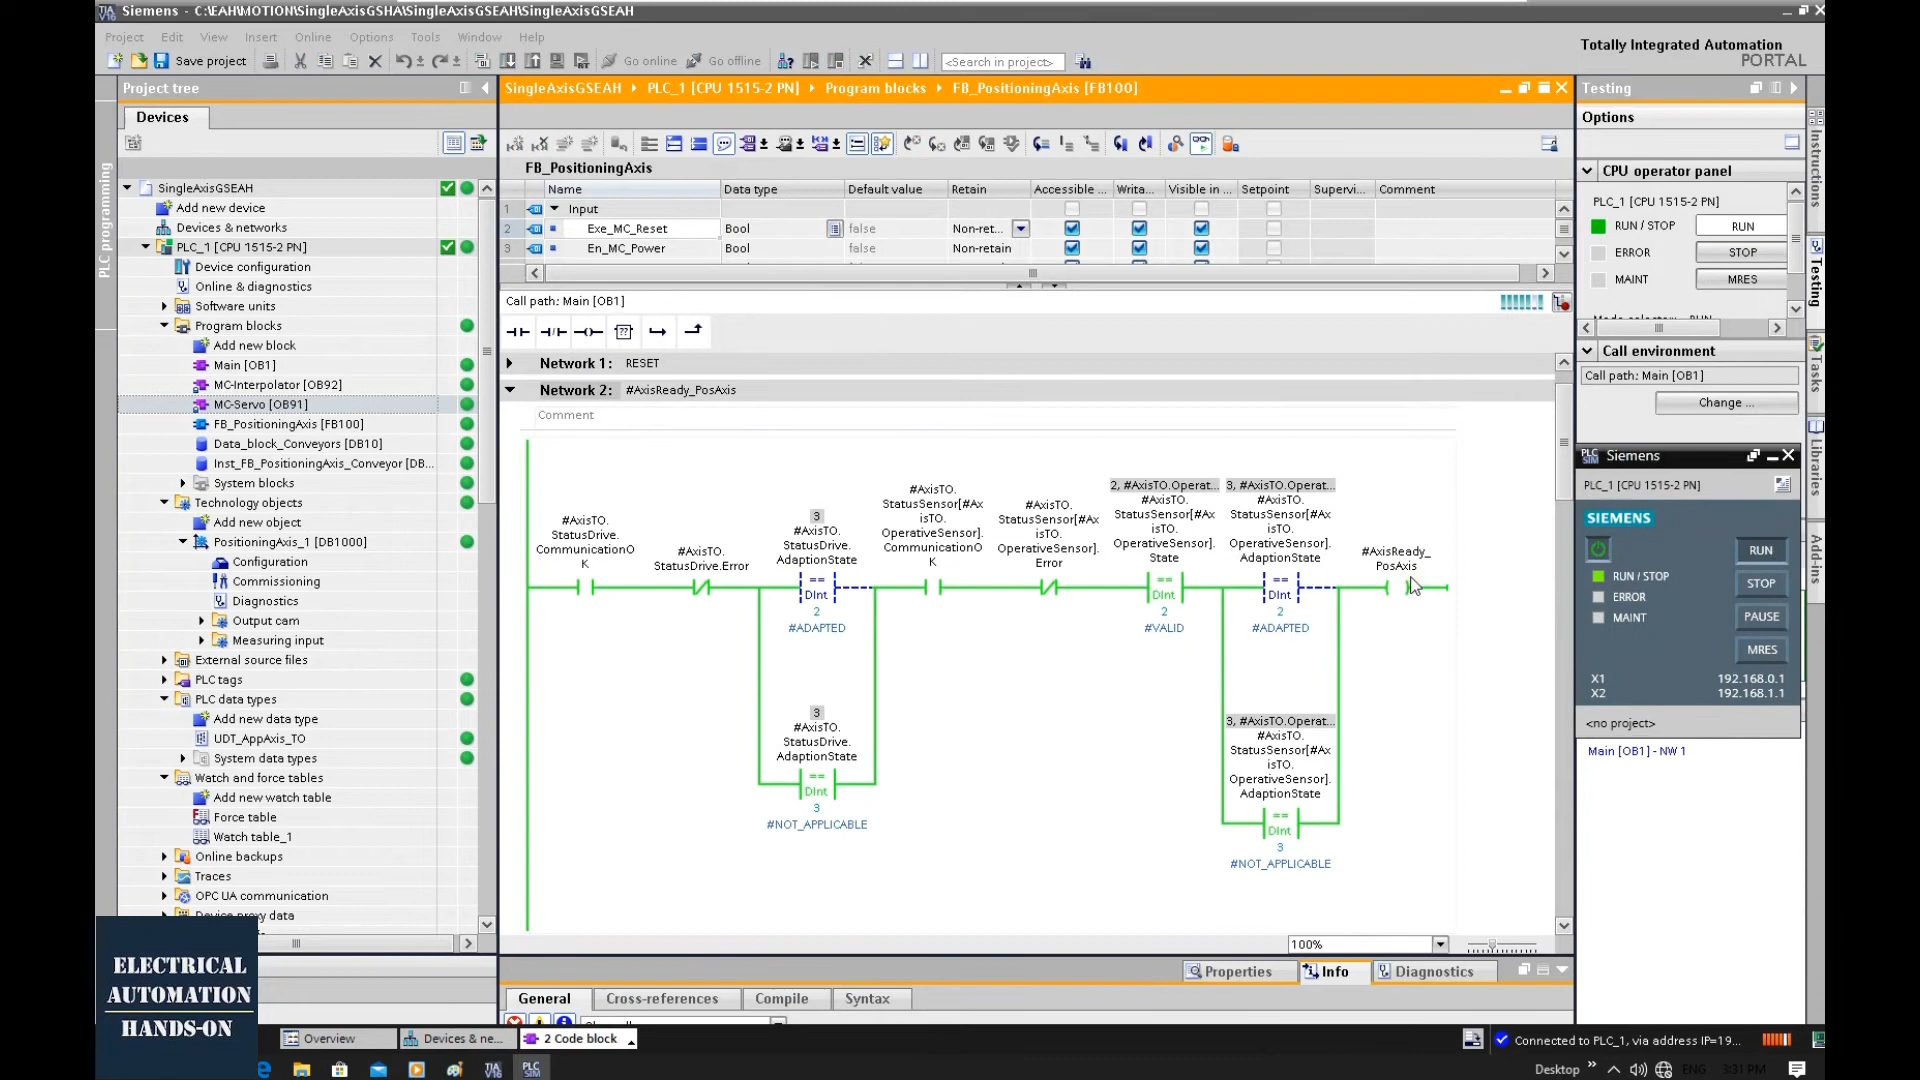 Siemens - C:\EAH\MOTION\SingleAxisGSHA\SingleAxisGSEAH\SingleAxisGSEAH
Project Edit View Insert Online Options Tools Window Help
Totally Integrated Automation
PORTAL
Save project
Go online
Go offline
<Search in project>
Project tree
SingleAxisGSEAH
PLC_1 [CPU 1515-2 PN]
Program blocks
FB_PositioningAxis [FB100]
Testing
Devices
Options
PLC programming
FB_PositioningAxis
Name Data type Default value Retain Accessible ... Writa... Visible in ... Setpoint Supervi... Comment
1 Input
2 Exe_MC_Reset Bool false Non-ret...
3 En_MC_Power Bool false Non-retain
SingleAxisGSEAH
Add new device
Devices & networks
PLC_1 [CPU 1515-2 PN]
Device configuration
Online & diagnostics
Software units
Program blocks
Add new block
Main [OB1]
MC-Interpolator [OB92]
MC-Servo [OB91]
FB_PositioningAxis [FB100]
Data_block_Conveyors [DB10]
Inst_FB_PositioningAxis_Conveyor [DB...
System blocks
Technology objects
Add new object
PositioningAxis_1 [DB1000]
Configuration
Commissioning
Diagnostics
Output cam
Measuring input
External source files
PLC tags
PLC data types
Add new data type
UDT_AppAxis_TO
System data types
Watch and force tables
Add new watch table
Force table
Watch table_1
Online backups
Traces
OPC UA communication
Device proxy data
Call path: Main [OB1]
Network 1: RESET
Network 2: #AxisReady_PosAxis
Comment
#AxisTO.
StatusDrive.
CommunicationO
K
#AxisTO.
StatusDrive.Error
3
#AxisTO.
StatusDrive.
AdaptionState
==
DInt
2
#ADAPTED
#AxisTO.
StatusSensor[#Ax
isTO.
OperativeSensor].
CommunicationO
K
#AxisTO.
StatusSensor[#Ax
isTO.
OperativeSensor].
Error
2, #AxisTO.Operat...
#AxisTO.
StatusSensor[#Ax
isTO.
OperativeSensor].
State
==
DInt
2
#VALID
3, #AxisTO.Operat...
#AxisTO.
StatusSensor[#Ax
isTO.
OperativeSensor].
AdaptionState
==
DInt
2
#ADAPTED
#AxisReady_
PosAxis
3
#AxisTO.
StatusDrive.
AdaptionState
==
DInt
3
#NOT_APPLICABLE
3, #AxisTO.Operat...
#AxisTO.
StatusSensor[#Ax
isTO.
OperativeSensor].
AdaptionState
==
DInt
3
#NOT_APPLICABLE
100%
Properties
Info
Diagnostics
General
Cross-references
Compile
Syntax
CPU operator panel
PLC_1 [CPU 1515-2 PN]
RUN / STOP RUN
ERROR STOP
MAINT MRES
Call environment
Call path: Main [OB1]
Change ...
Siemens
PLC_1 [CPU 1515-2 PN]
SIEMENS
RUN
RUN / STOP
STOP
ERROR
MAINT
PAUSE
MRES
X1 192.168.0.1
X2 192.168.1.1
<no project>
Main [OB1] - NW 1
Instructions
Testing
Tasks
Libraries
Add-ins
ELECTRICAL
AUTOMATION
HANDS-ON
Overview
Devices & ne...
2 Code block
Connected to PLC_1, via address IP=19...
Desktop
ENG
3:31 PM